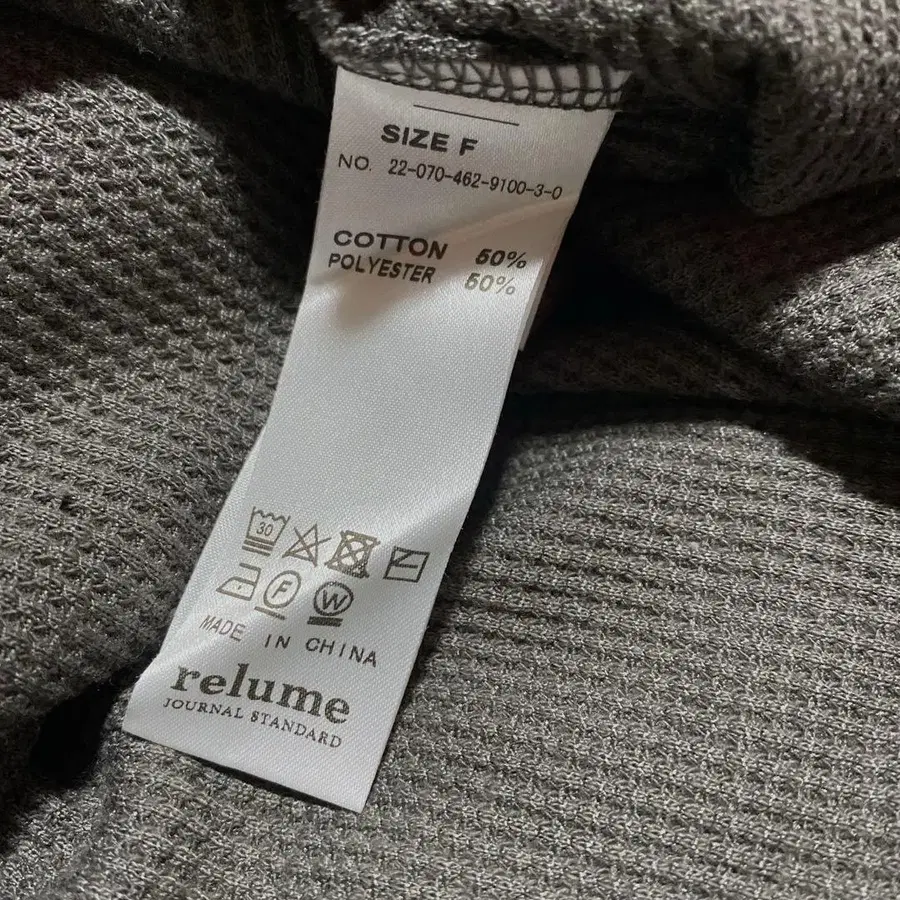 SIZE F
NO. 22-070-462-9100-3-0
COTTON 50%
POLYESTER 50%
30
F W
MADE IN CHINA
relume
JOURNAL STANDARD